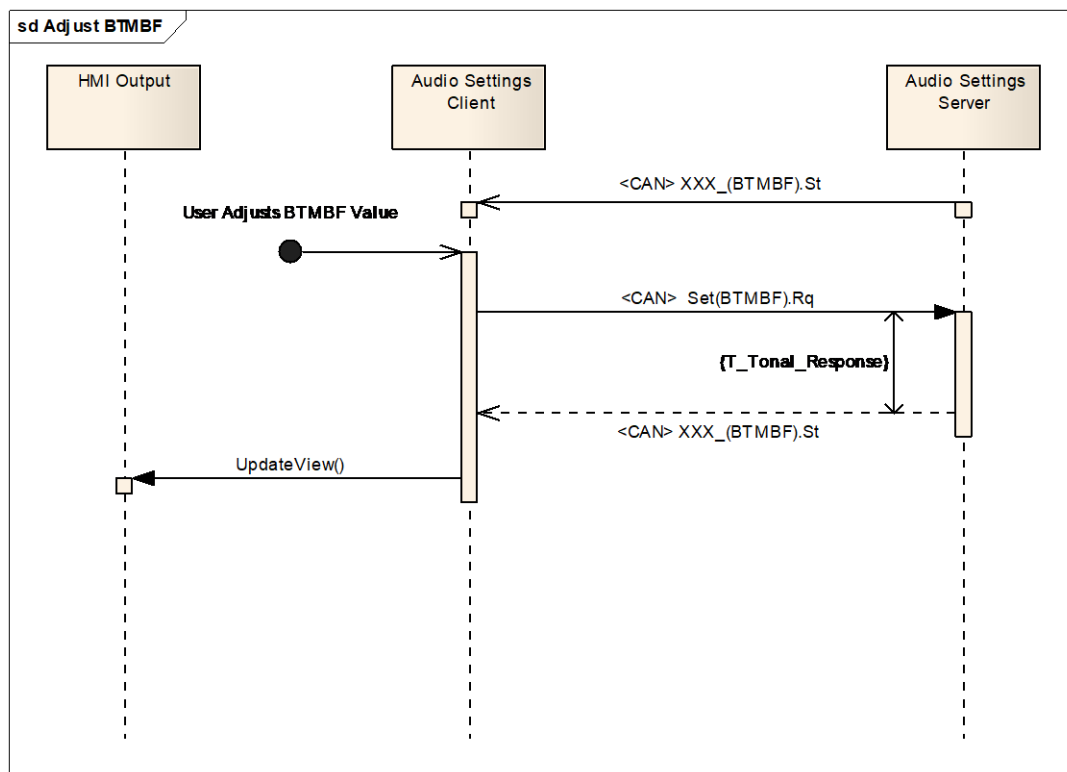 sd Adjust BTMBF
HMI Output
Audio Settings
Client
Audio Settings
Server
<CAN> XXX_(BTMBF).St
User Adjusts BTMBF Value
<CAN>  Set(BTMBF).Rq
{T_Tonal_Response}
<CAN> XXX_(BTMBF).St
UpdateView()